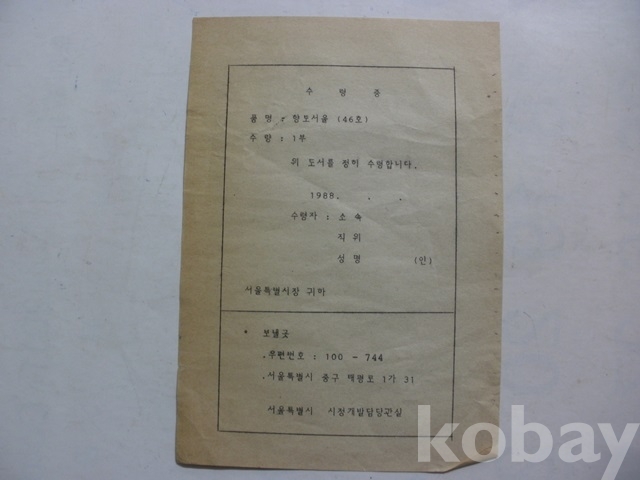 수 령 증
품 명 : 향토서울 (46호)
수 량 : 1부
위 도서를 정히 수령합니다.
1988. . .
수령자 : 소 속
직 위
성 명 (인)
서울특별시장 귀하
* 보낼곳
.우편번호 : 100 - 744
.서울특별시 중구 태평로 1가 31
서울특별시 시정개발담당관실
kobay